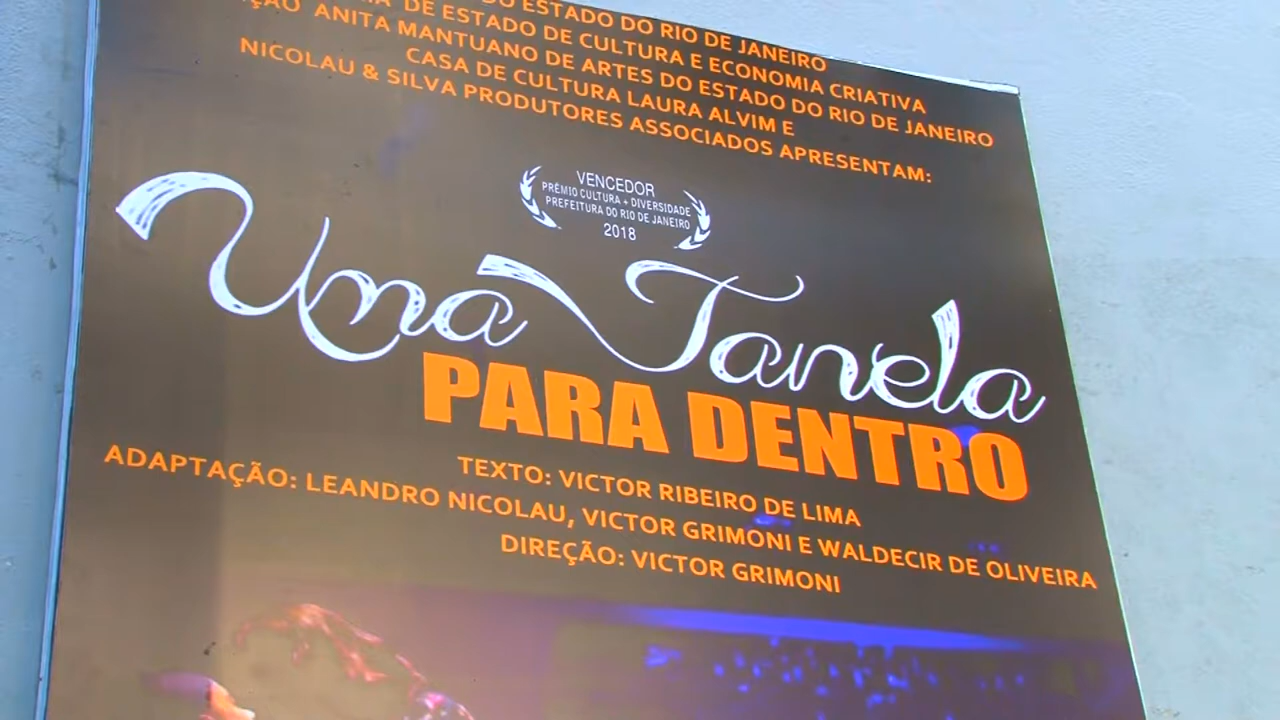 DO ESTADO DO RIO DE JANEIRO
DE ESTADO DE CULTURA E ECONOMIA CRIATIVA
ANITA MANTUANO DE ARTES DO ESTADO DO RIO DE JANEIRO
CASA DE CULTURA LAURA ALVIM E
NICOLAU & SILVA PRODUTORES ASSOCIADOS APRESENTAM:
VENCEDOR
PRÊMIO CULTURA + DIVERSIDADE
PREFEITURA DO RIO DE JANEIRO
2018
Uma Janela
PARA DENTRO
TEXTO: VICTOR RIBEIRO DE LIMA
ADAPTAÇÃO: LEANDRO NICOLAU, VICTOR GRIMONI E WALDECIR DE OLIVEIRA
DIREÇÃO: VICTOR GRIMONI